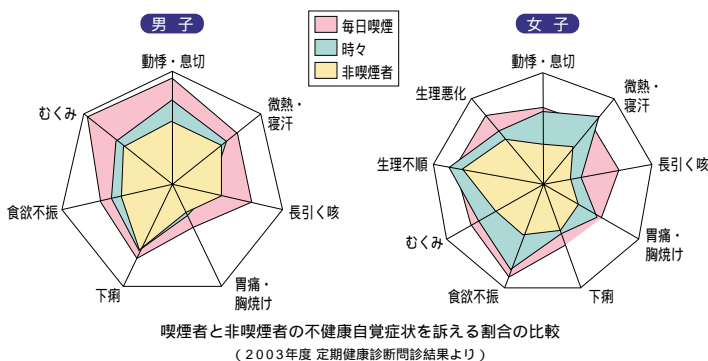 男 子
女 子
毎日喫煙
時々
非喫煙者
動悸・息切
微熱・
寝汗
長引く咳
胃痛・
胸焼け
下痢
食欲不振
むくみ
動悸・息切
微熱・
寝汗
長引く咳
胃痛・
胸焼け
下痢
食欲不振
むくみ
生理不順
生理悪化
喫煙者と非喫煙者の不健康自覚症状を訴える割合の比較
(2003年度 定期健康診断問診結果より)